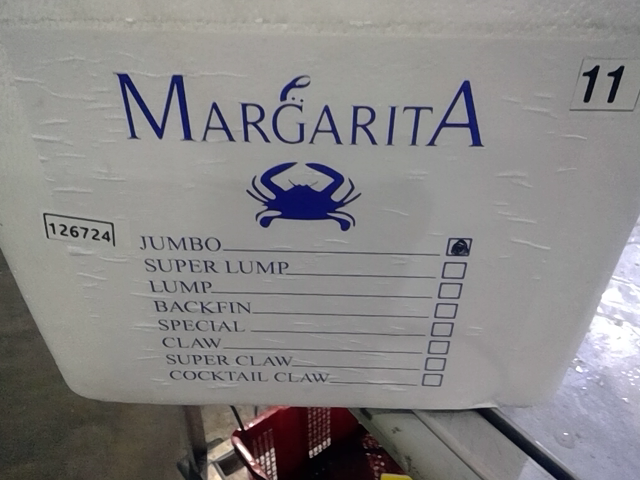 11
MARGARITA
126724
JUMBO
SUPER LUMP
LUMP
BACKFIN
SPECIAL
CLAW
SUPER CLAW
COCKTAIL CLAW